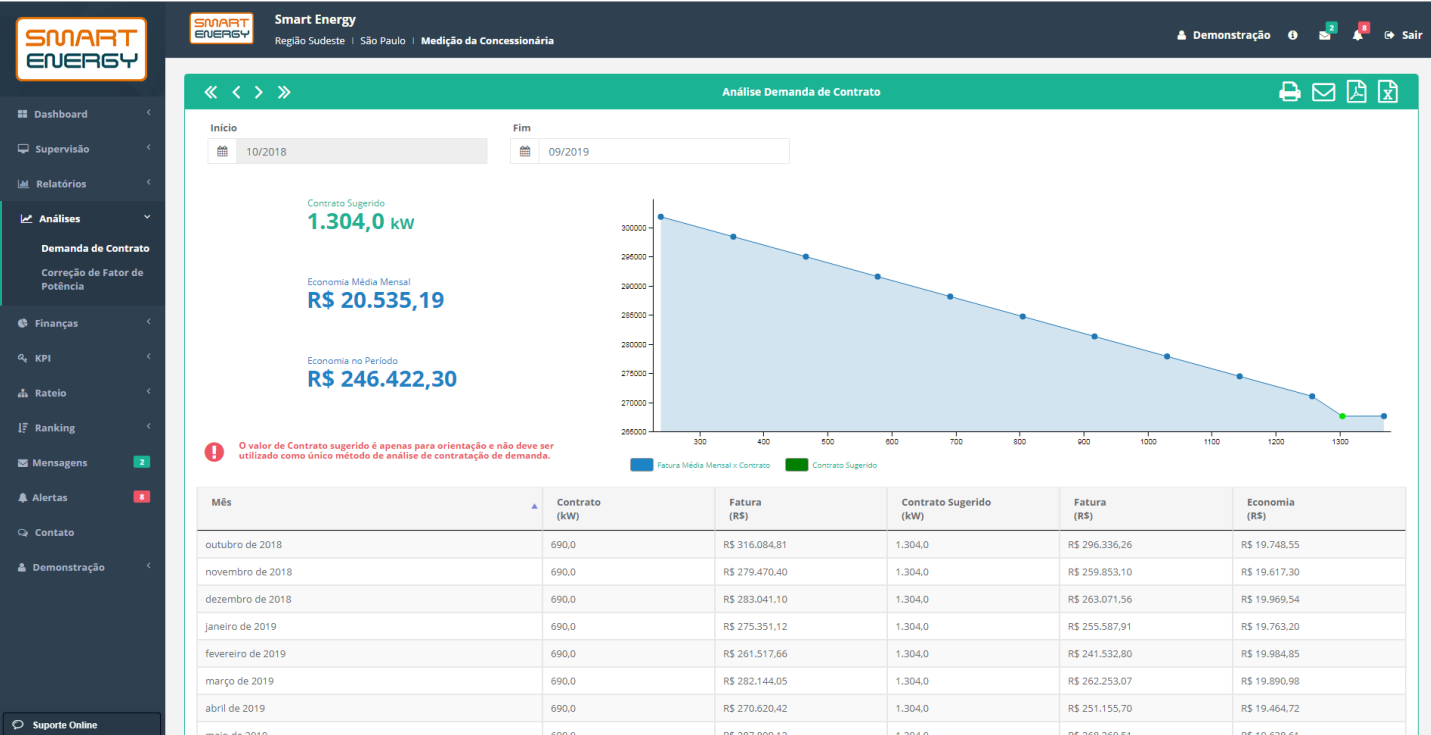 SMART
ENERGY
SMART
ENERGY
Smart Energy
Região Sudeste | São Paulo | Medição da Concessionária
Demonstração
2
8
Sair
Dashboard
Supervisão
Relatórios
Análises
Demanda de Contrato
Correção de Fator de
Potência
Finanças
KPI
Rateio
Ranking
Mensagens 2
Alertas 8
Contato
Demonstração
Suporte Online
Análise Demanda de Contrato
Início Fim
10/2018 09/2019
Contrato Sugerido
1.304,0 kW
Economia Média Mensal
R$ 20.535,19
Economia no Período
R$ 246.422,30
O valor de Contrato sugerido é apenas para orientação e não deve ser
utilizado como único método de análise de contratação de demanda.
300000
295000
290000
285000
280000
275000
270000
265000
300 400 500 600 700 800 900 1000 1100 1200 1300
Fatura Média Mensal x Contrato Contrato Sugerido
Mês Contrato Fatura Contrato Sugerido Fatura Economia
(kW) (R$) (kW) (R$) (R$)
outubro de 2018 690,0 R$ 316.084,81 1.304,0 R$ 296.336,26 R$ 19.748,55
novembro de 2018 690,0 R$ 279.470,40 1.304,0 R$ 259.853,10 R$ 19.617,30
dezembro de 2018 690,0 R$ 283.041,10 1.304,0 R$ 263.071,56 R$ 19.969,54
janeiro de 2019 690,0 R$ 275.351,12 1.304,0 R$ 255.587,91 R$ 19.763,20
fevereiro de 2019 690,0 R$ 261.517,66 1.304,0 R$ 241.532,80 R$ 19.984,85
março de 2019 690,0 R$ 282.144,05 1.304,0 R$ 262.253,07 R$ 19.890,98
abril de 2019 690,0 R$ 270.620,42 1.304,0 R$ 251.155,70 R$ 19.464,72
maio de 2019